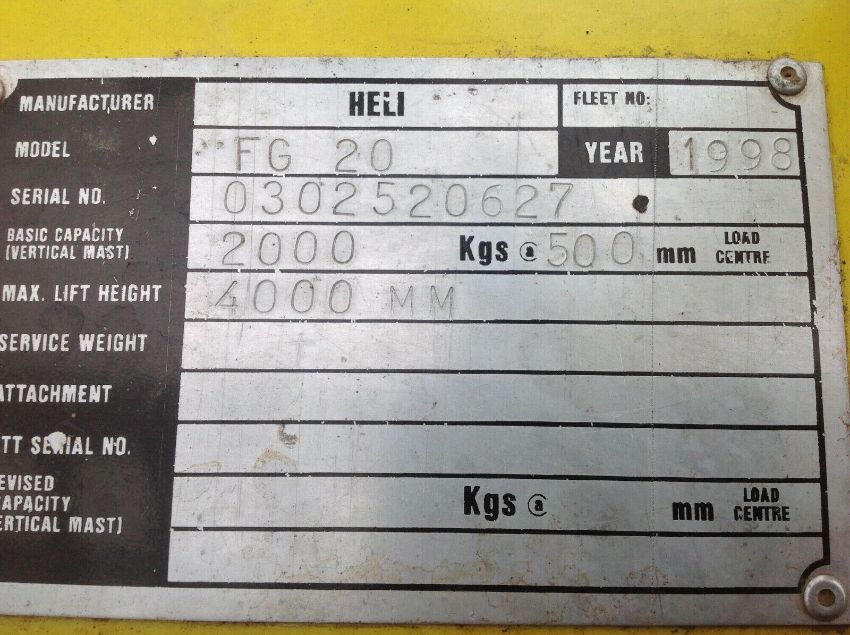 MANUFACTURER HELI FLEET NO:
MODEL FG 20 YEAR 1998
SERIAL NO. 0302520627
BASIC CAPACITY
(VERTICAL MAST) 2000 Kgs @ 500 mm LOAD CENTRE
MAX. LIFT HEIGHT 4000 MM
SERVICE WEIGHT
ATTACHMENT
TT SERIAL NO.
EVISED
CAPACITY
ERTICAL MAST) Kgs @ mm LOAD CENTRE